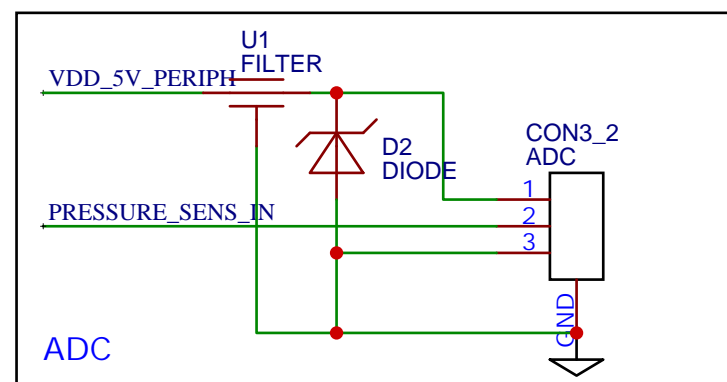 U1
FILTER
VDD_5V_PERIPH
D2
DIODE
CON3_2
ADC
1
2
3
PRESSURE_SENS_IN
GND
ADC